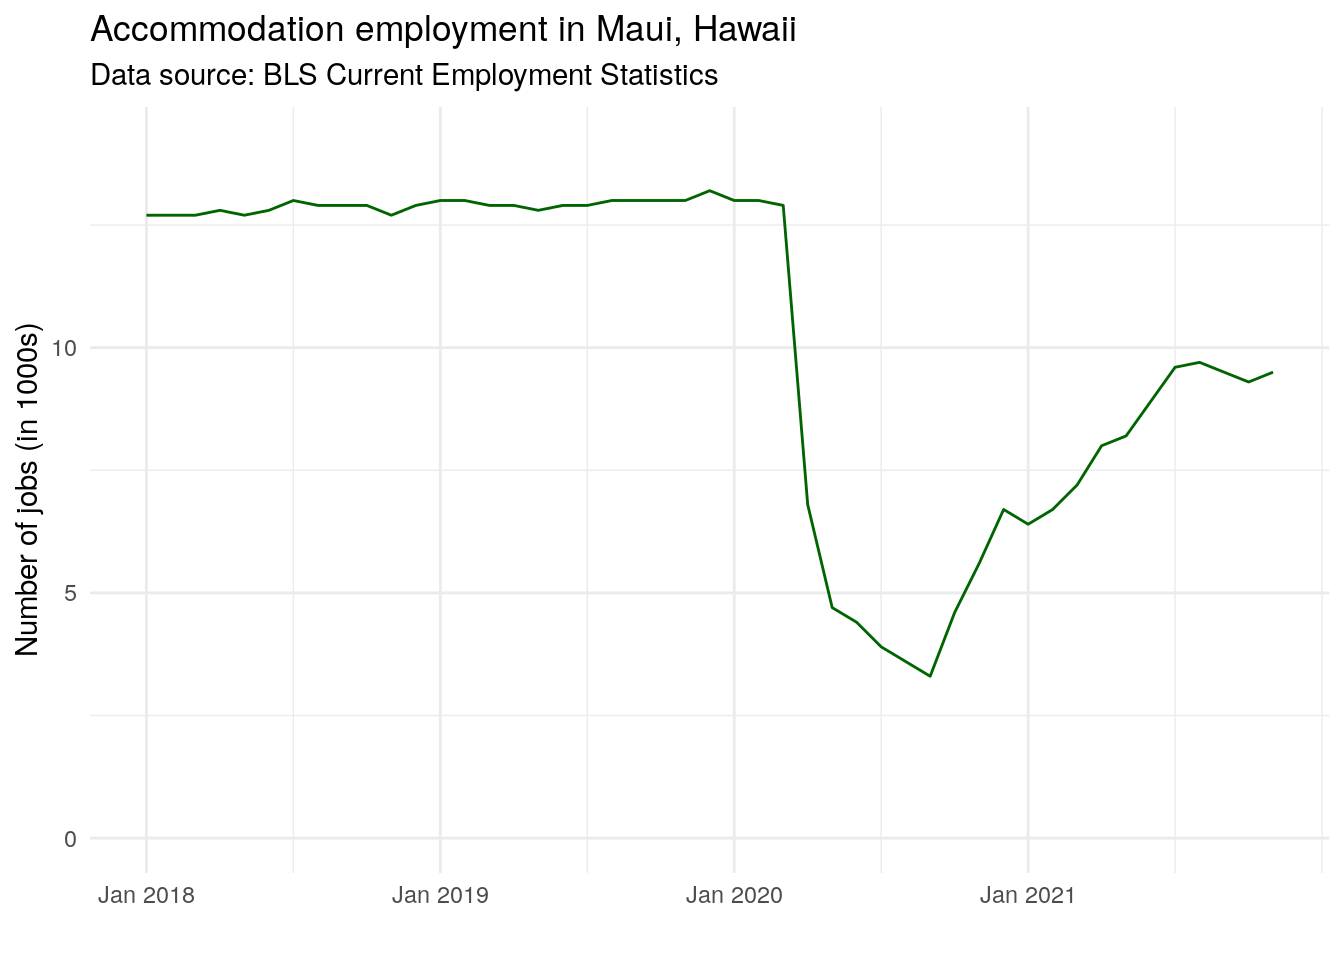 Accommodation employment in Maui, Hawaii
Data source: BLS Current Employment Statistics
Number of jobs (in 1000s)
10
5
0
Jan 2018
Jan 2019
Jan 2020
Jan 2021